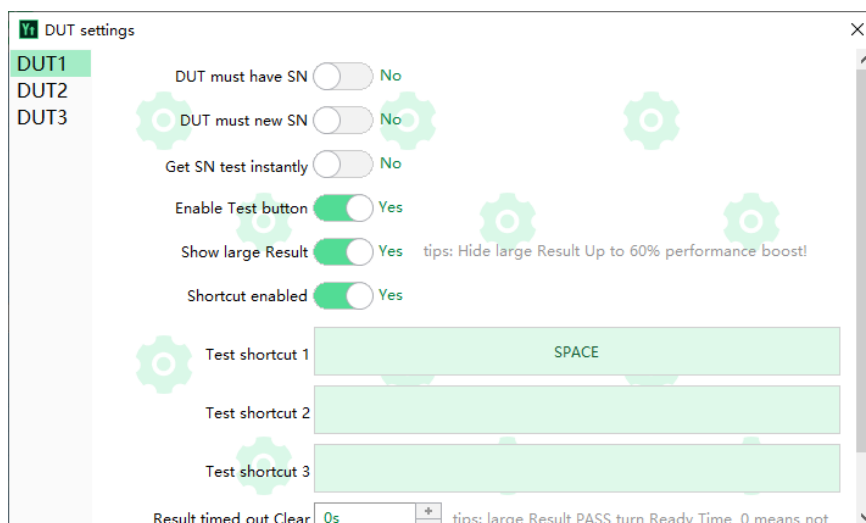 Yt DUT settings
DUT1
DUT2
DUT3
DUT must have SN No
DUT must new SN No
Get SN test instantly No
Enable Test button Yes
Show large Result Yes tips: Hide large Result Up to 60% performance boost!
Shortcut enabled Yes
Test shortcut 1 SPACE
Test shortcut 2
Test shortcut 3
Result timed out Clear 0s + tips: large Result PASS turn Ready Time, 0 means not